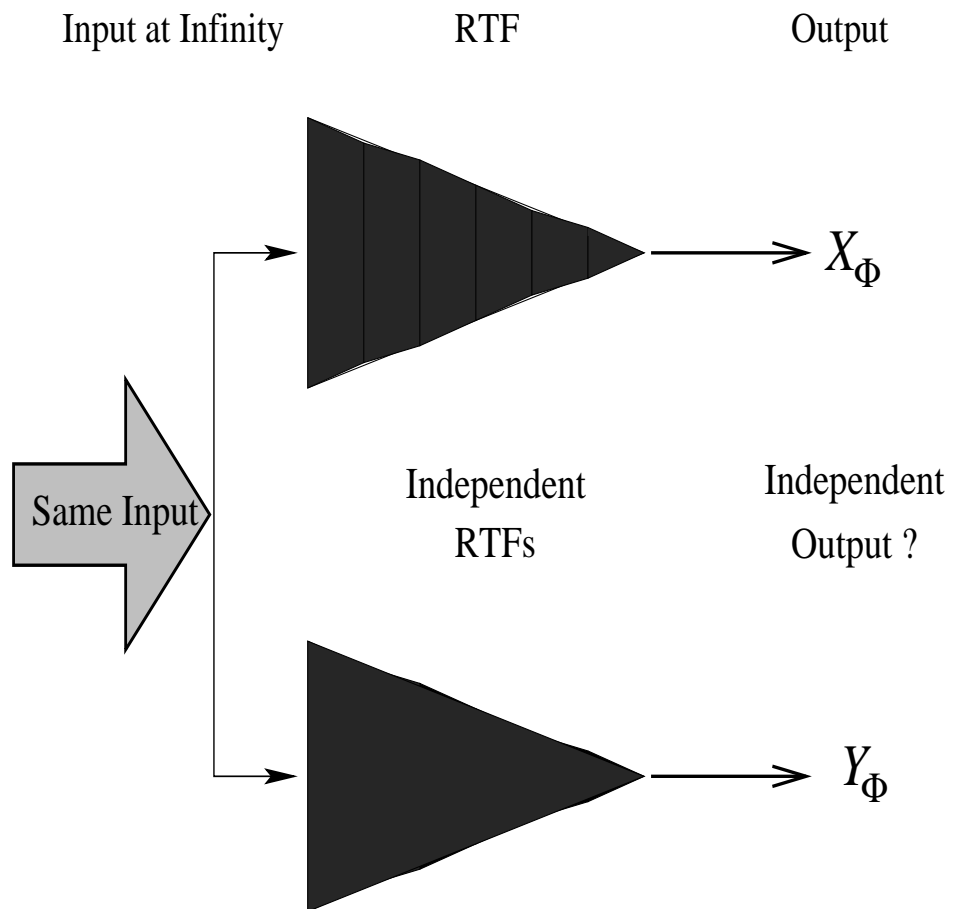 Input at Infinity RTF Output
X_Φ
Same Input
Independent RTFs
Independent Output ?
Y_Φ